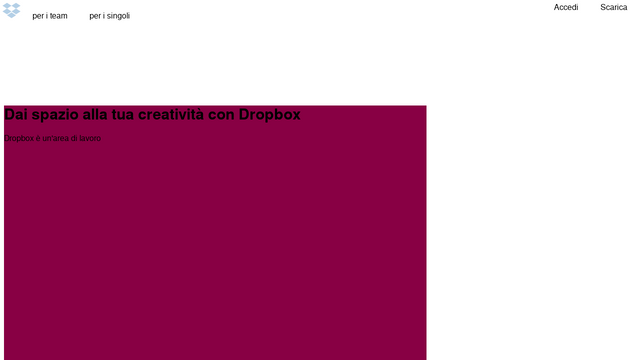 per i team per i singoli Accedi Scarica
Dai spazio alla tua creatività con Dropbox
Dropbox è un'area di lavoro